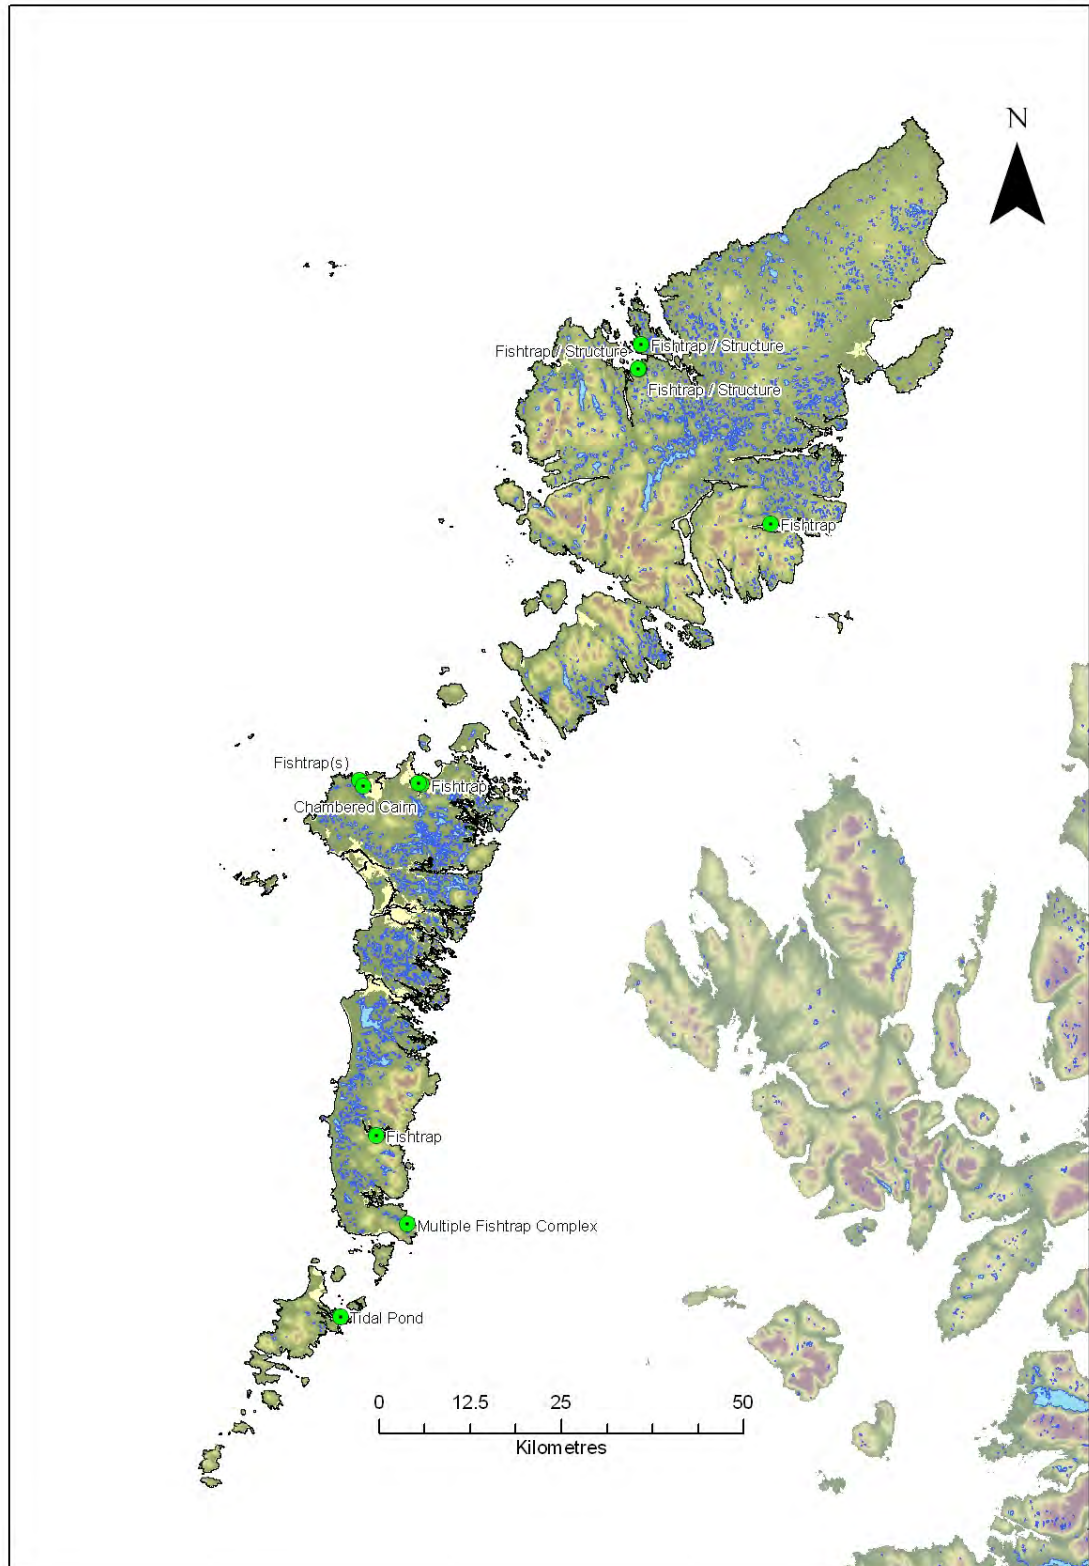 N
Fishtrap / Structure
Fishtrap / Structure
Fishtrap / Structure
Fishtrap
Fishtrap(s)
Fishtrap
Chambered Cairn
Fishtrap
Multiple Fishtrap Complex
Tidal Pond
0 12.5 25 50
Kilometres